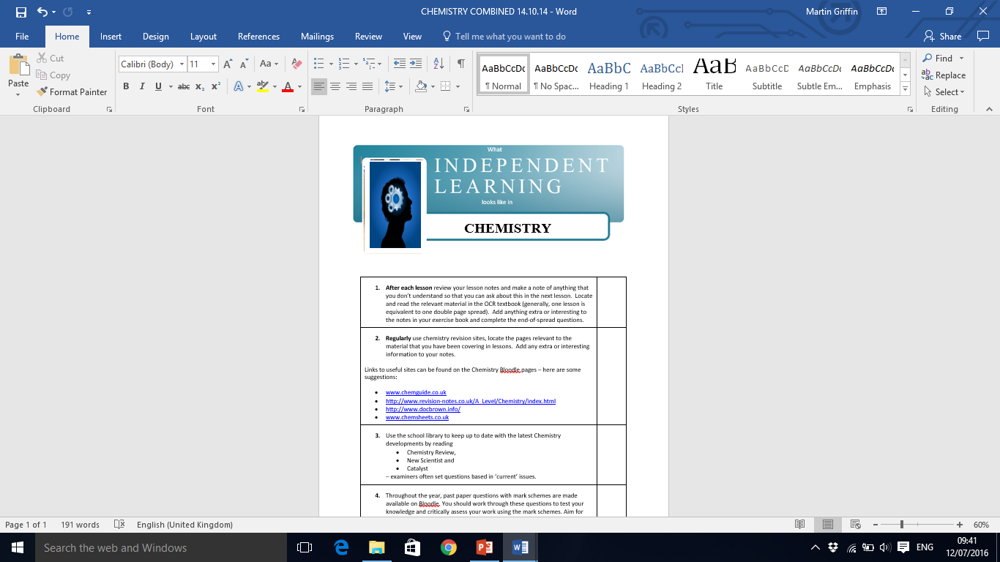 CHEMISTRY COMBINED 14.10.14 - Word
Martin Griffin
File Home Insert Design Layout References Mailings Review View Tell me what you want to do
Share
Paste
Cut
Copy
Format Painter
Clipboard
Calibri (Body) 11
Font
Paragraph
AaBbCcDc AaBbCcDc AaBbC AaBbCcI AaB AaBbCcD AaBbCcDc AaBbCcDc
¶ Normal ¶ No Spac... Heading 1 Heading 2 Title Subtitle Subtle Em... Emphasis
Styles
Find
Replace
Select
Editing
What
INDEPENDENT
LEARNING
looks like in
CHEMISTRY
1. After each lesson review your lesson notes and make a note of anything that
you don't understand so that you can ask about this in the next lesson. Locate
and read the relevant material in the OCR textbook (generally, one lesson is
equivalent to one double page spread). Add anything extra or interesting to
the notes in your exercise book and complete the end-of-spread questions.
2. Regularly use chemistry revision sites, locate the pages relevant to the
material that you have been covering in lessons. Add any extra or interesting
information to your notes.
Links to useful sites can be found on the Chemistry Bloodle pages – here are some
suggestions:
• www.chemguide.co.uk
• http://www.revision-notes.co.uk/A_Level/Chemistry/index.html
• http://www.docbrown.info/
• www.chemsheets.co.uk
3. Use the school library to keep up to date with the latest Chemistry
developments by reading
• Chemistry Review,
• New Scientist and
• Catalyst
– examiners often set questions based in 'current' issues.
4. Throughout the year, past paper questions with mark schemes are made
available on Bloodle. You should work through these questions to test your
knowledge and critically assess your work using the mark schemes. Aim for
Page 1 of 1 191 words English (United Kingdom) 60%
Search the web and Windows
ENG
09:41
12/07/2016